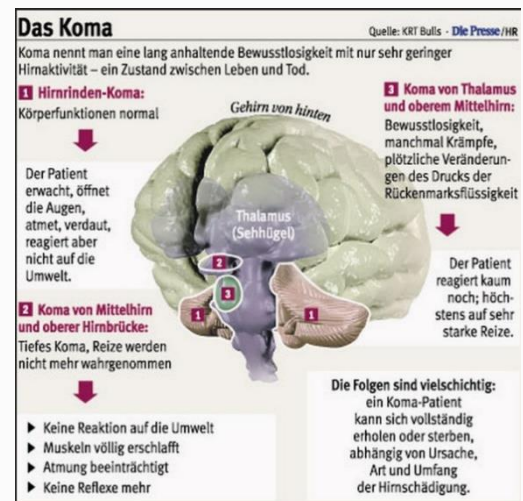 Das Koma
Quelle: KRT Bulls - Die Presse/HR
Koma nennt man eine lang anhaltende Bewusstlosigkeit mit nur sehr geringer
Hirnaktivität – ein Zustand zwischen Leben und Tod.
1 Hirnrinden-Koma:
Körperfunktionen normal
Der Patient
erwacht, öffnet
die Augen,
atmet, verdaut,
reagiert aber
nicht auf die
Umwelt.
2 Koma von Mittelhirn
und oberer Hirnbrücke:
Tiefes Koma, Reize werden
nicht mehr wahrgenommen
▶ Keine Reaktion auf die Umwelt
▶ Muskeln völlig erschlafft
▶ Atmung beeinträchtigt
▶ Keine Reflexe mehr
Gehirn von hinten
Thalamus
(Sehhügel)
2
3
1
1
3 Koma von Thalamus
und oberem Mittelhirn:
Bewusstlosigkeit,
manchmal Krämpfe,
plötzliche Veränderun-
gen des Drucks der
Rückenmarksflüssigkeit
Der Patient
reagiert kaum
noch; höch-
stens auf sehr
starke Reize.
Die Folgen sind vielschichtig:
ein Koma-Patient
kann sich vollständig
erholen oder sterben,
abhängig von Ursache,
Art und Umfang
der Hirnschädigung.